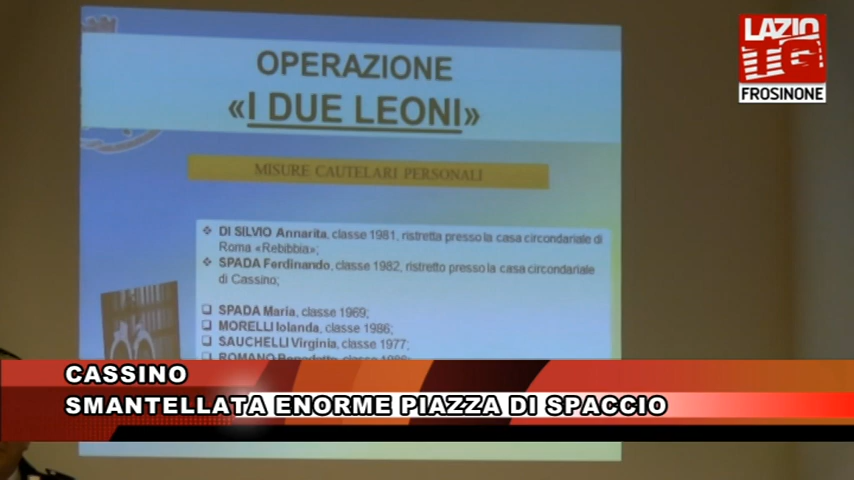 LAZIO
TG
FROSINONE
OPERAZIONE
«I DUE LEONI»
MISURE CAUTELARI PERSONALI
❖ DI SILVIO Annarita, classe 1981, ristretta presso la casa circondariale di
Roma «Rebibbia»;
❖ SPADA Ferdinando, classe 1982, ristretto presso la casa circondariale
di Cassino;
❑ SPADA Maria, classe 1969;
❑ MORELLI Iolanda, classe 1986;
❑ SAUCHELLI Virginia, classe 1977;
❑ ROMANO
CASSINO
SMANTELLATA ENORME PIAZZA DI SPACCIO